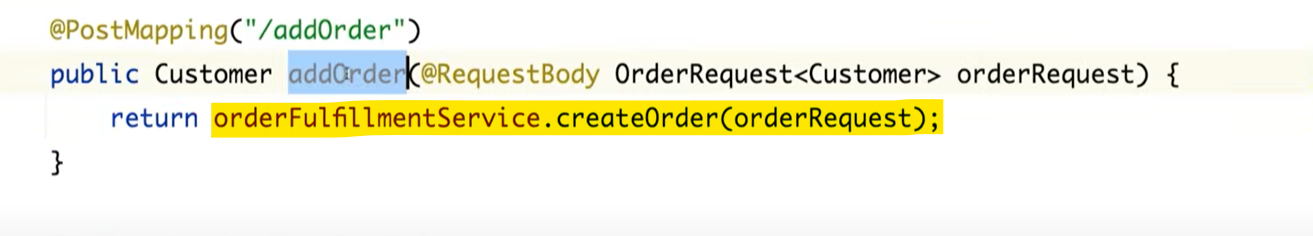 @PostMapping("/addOrder")
public Customer addOrder(@RequestBody OrderRequest<Customer> orderRequest) {
return orderFulfillmentService.createOrder(orderRequest);
}